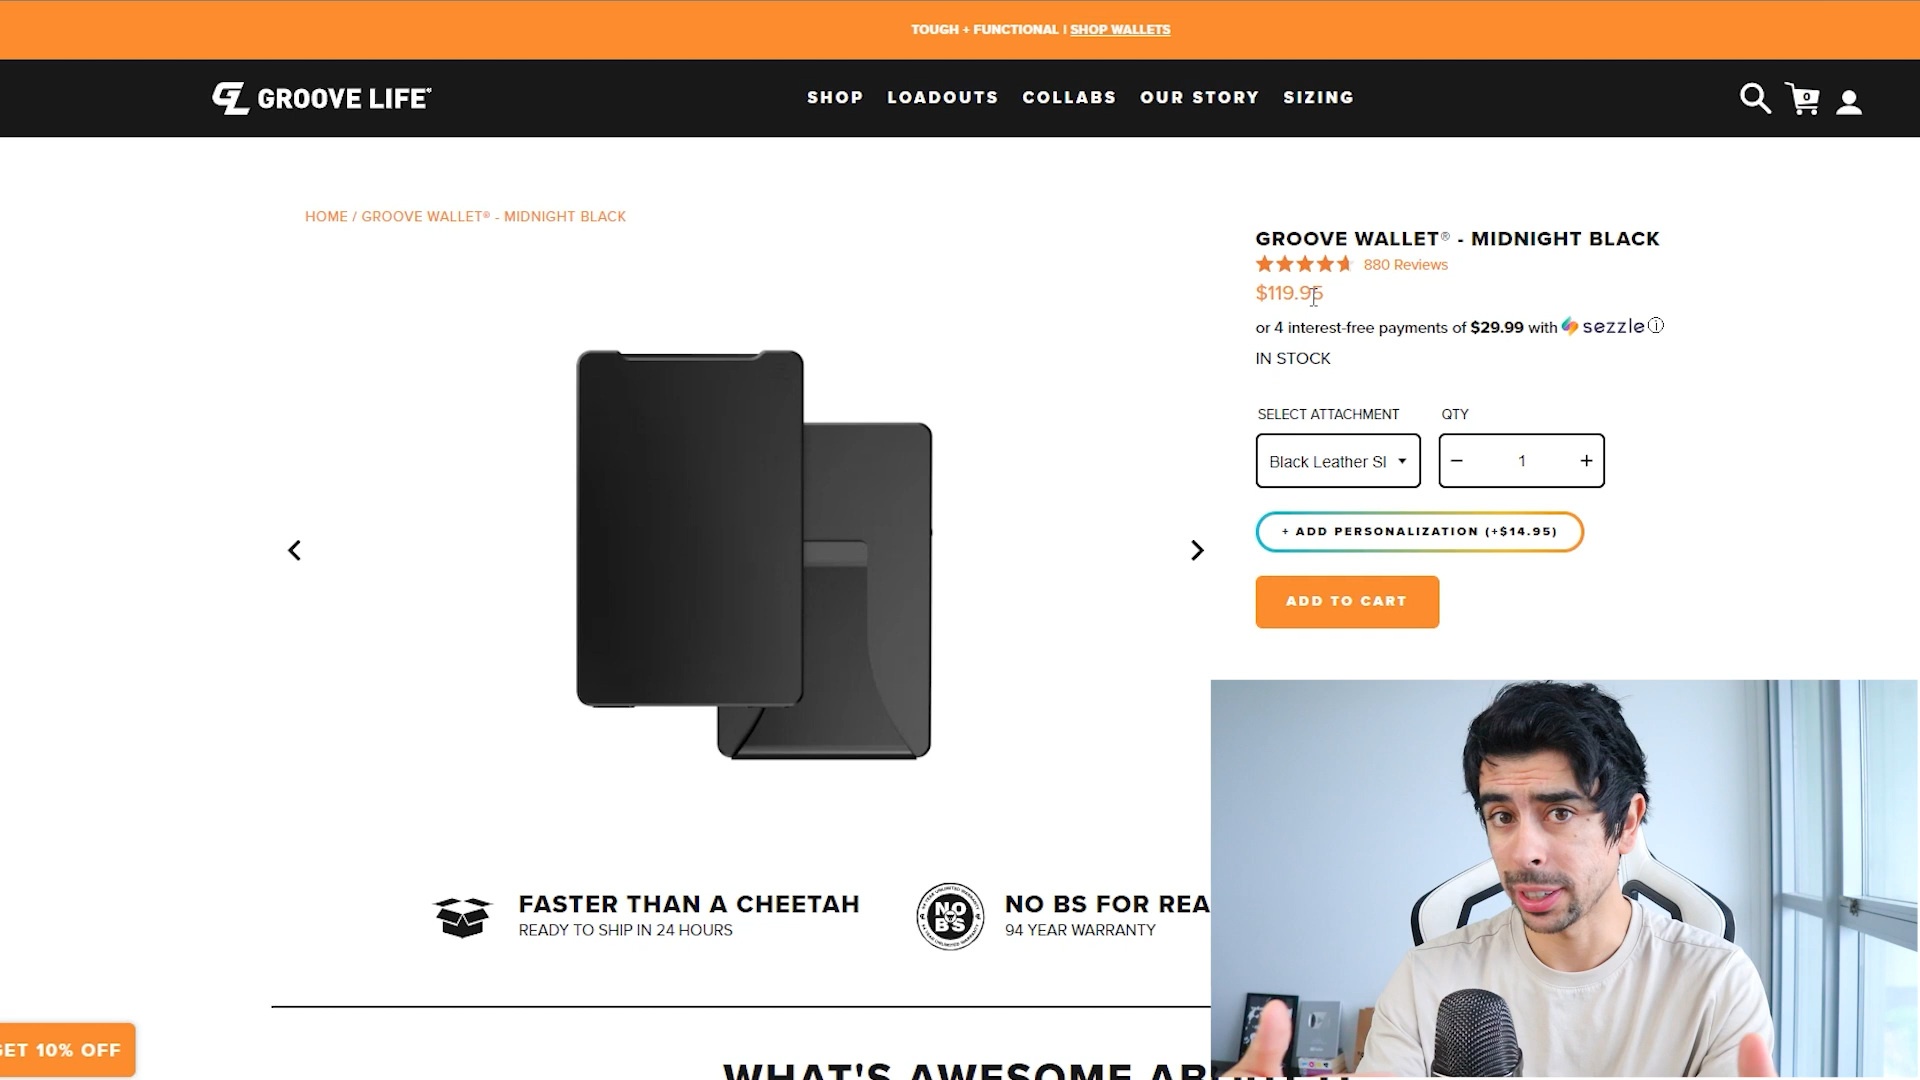 TOUGH + FUNCTIONAL | SHOP WALLETS
GROOVE LIFE®
SHOP LOADOUTS COLLABS OUR STORY SIZING
0
HOME / GROOVE WALLET® - MIDNIGHT BLACK
GROOVE WALLET® - MIDNIGHT BLACK
880 Reviews
$119.95
or 4 interest-free payments of $29.99 with sezzle
IN STOCK
SELECT ATTACHMENT QTY
Black Leather Sl
− 1 +
+ ADD PERSONALIZATION (+$14.95)
ADD TO CART
FASTER THAN A CHEETAH
READY TO SHIP IN 24 HOURS
NO BS
NO BS FOR REA
94 YEAR WARRANTY
GET 10% OFF
WHAT'S AWESOME